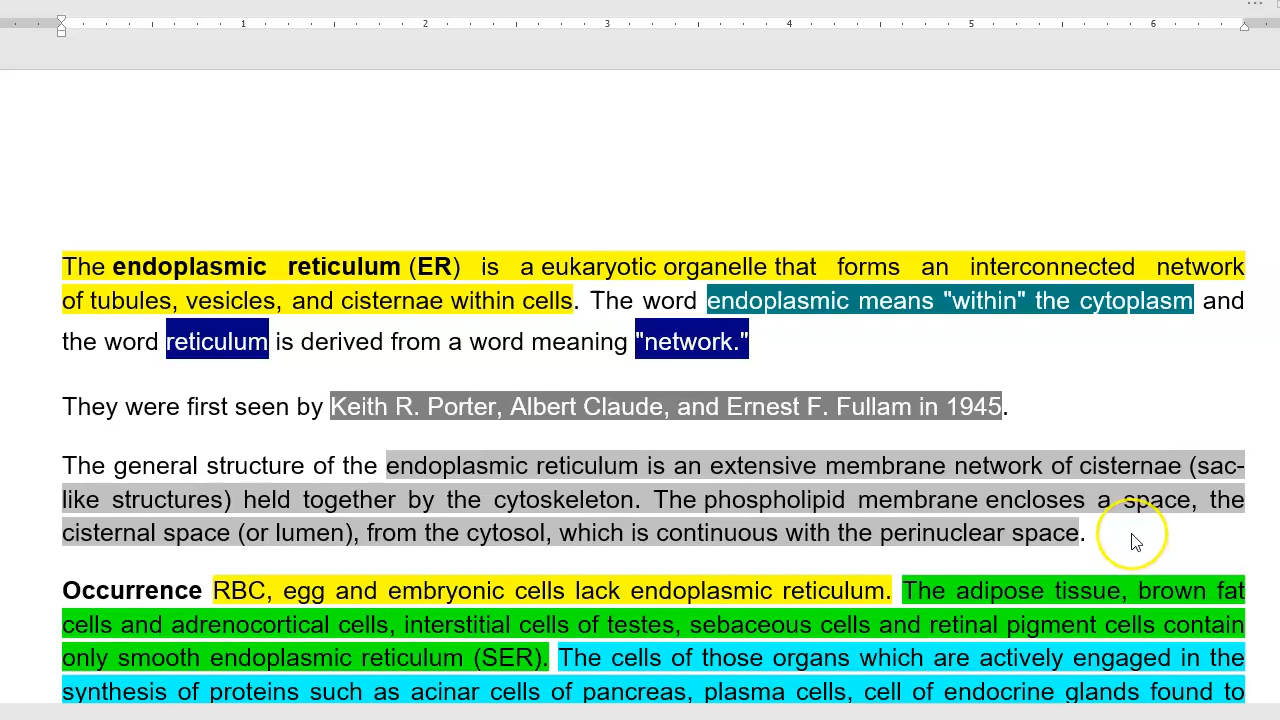 1 2 3 4 5 6
The endoplasmic reticulum (ER) is a eukaryotic organelle that forms an interconnected network
of tubules, vesicles, and cisternae within cells. The word endoplasmic means "within" the cytoplasm and
the word reticulum is derived from a word meaning "network."
They were first seen by Keith R. Porter, Albert Claude, and Ernest F. Fullam in 1945.
The general structure of the endoplasmic reticulum is an extensive membrane network of cisternae (sac-
like structures) held together by the cytoskeleton. The phospholipid membrane encloses a space, the
cisternal space (or lumen), from the cytosol, which is continuous with the perinuclear space.
Occurrence RBC, egg and embryonic cells lack endoplasmic reticulum. The adipose tissue, brown fat
cells and adrenocortical cells, interstitial cells of testes, sebaceous cells and retinal pigment cells contain
only smooth endoplasmic reticulum (SER). The cells of those organs which are actively engaged in the
synthesis of proteins such as acinar cells of pancreas, plasma cells, cell of endocrine glands found to